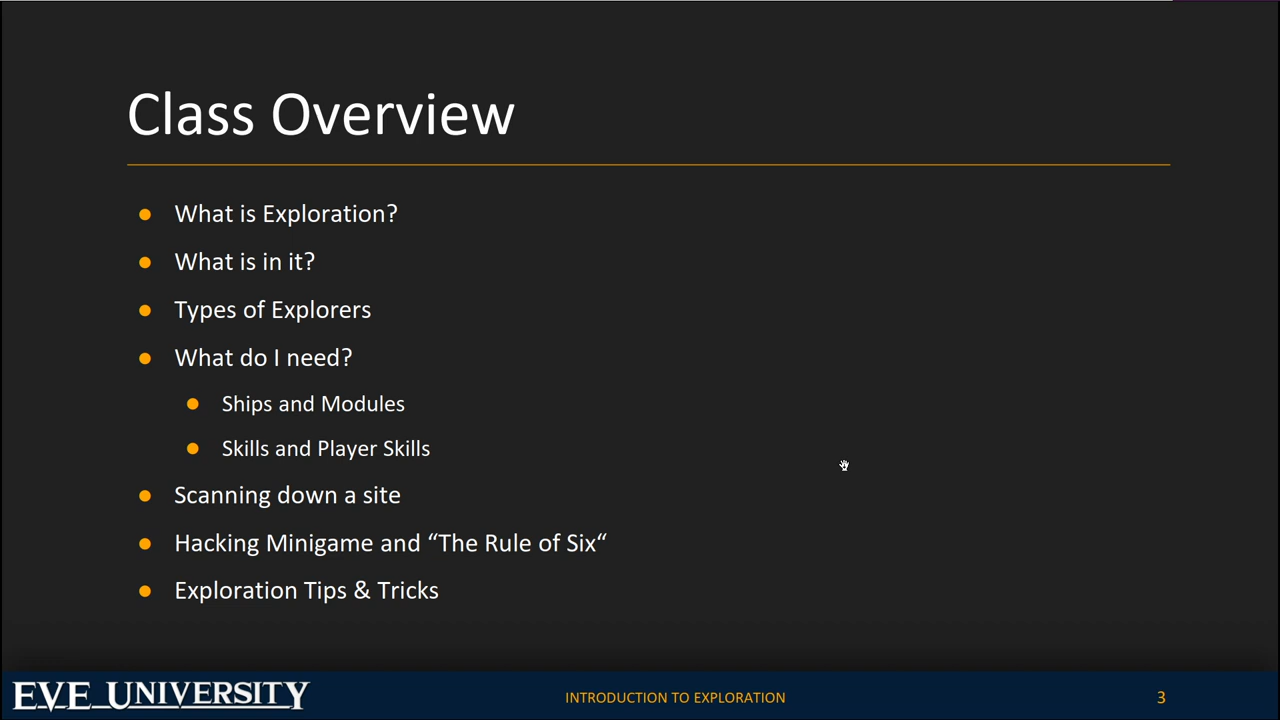 Class Overview
What is Exploration?
What is in it?
Types of Explorers
What do I need?
Ships and Modules
Skills and Player Skills
Scanning down a site
Hacking Minigame and “The Rule of Six“
Exploration Tips & Tricks
EVE UNIVERSITY
INTRODUCTION TO EXPLORATION
3